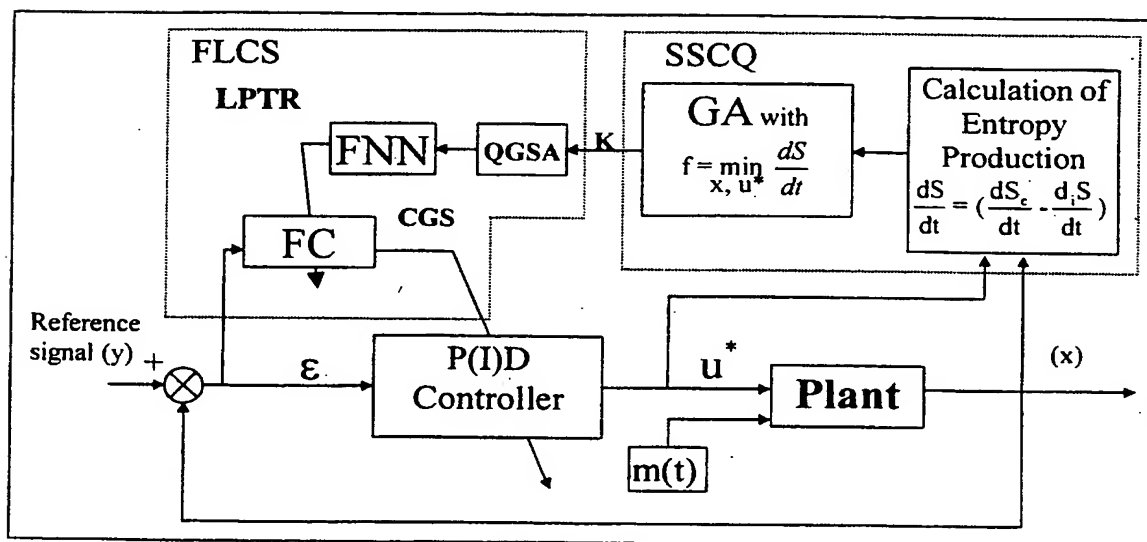 FLCS
LPTR
FNN
QGSA
K
CGS
FC
SSCQ
GA with
f = min dS/dt
x, u*
Calculation of
Entropy
Production
dS/dt = (dSc/dt - diS/dt)
Reference
signal (y)
+
ε
P(I)D
Controller
u*
Plant
(x)
m(t)